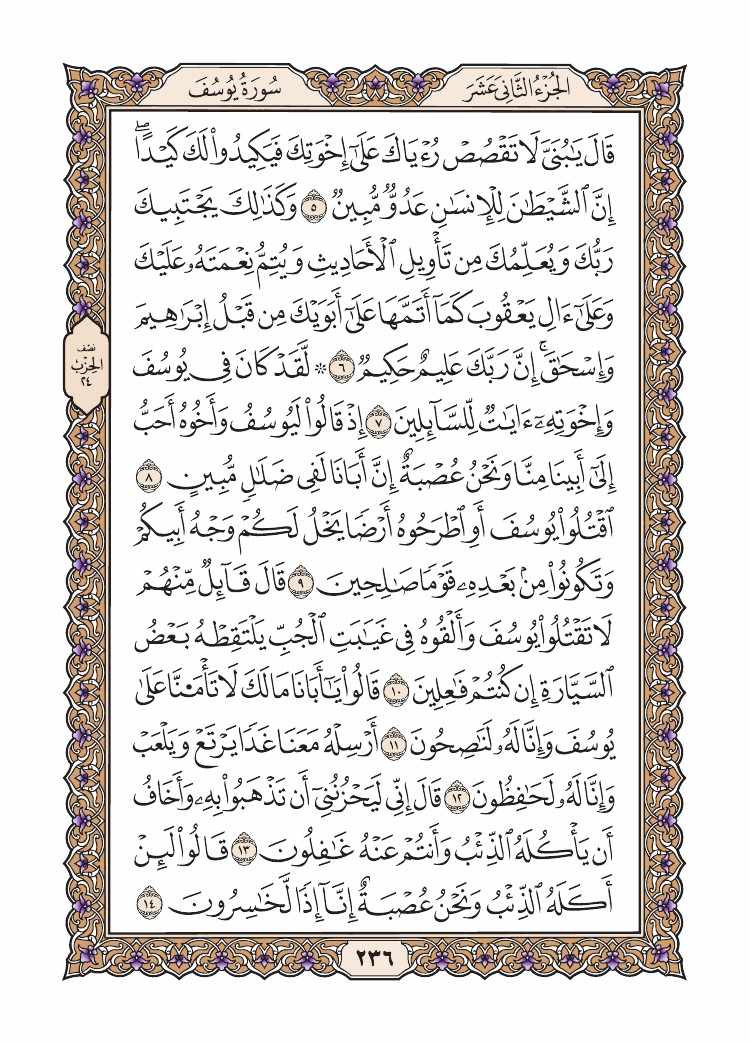 الجُزْءُ الثَّانِي عَشَرَ
سُورَةُ يُوسُفَ
قَالَ يَٰبُنَيَّ لَا تَقْصُصْ رُءْيَاكَ عَلَىٰٓ إِخْوَتِكَ فَيَكِيدُوا۟ لَكَ كَيْدًاۖ
إِنَّ ٱلشَّيْطَٰنَ لِلْإِنسَٰنِ عَدُوٌّ مُّبِينٌ ٥ وَكَذَٰلِكَ يَجْتَبِيكَ
رَبُّكَ وَيُعَلِّمُكَ مِن تَأْوِيلِ ٱلْأَحَادِيثِ وَيُتِمُّ نِعْمَتَهُۥ عَلَيْكَ
وَعَلَىٰٓ ءَالِ يَعْقُوبَ كَمَآ أَتَمَّهَا عَلَىٰٓ أَبَوَيْكَ مِن قَبْلُ إِبْرَٰهِيمَ
وَإِسْحَٰقَۚ إِنَّ رَبَّكَ عَلِيمٌ حَكِيمٌ ٦ ۞ لَّقَدْ كَانَ فِى يُوسُفَ
وَإِخْوَتِهِۦٓ ءَايَٰتٌ لِّلسَّآئِلِينَ ٧ إِذْ قَالُوا۟ لَيُوسُفُ وَأَخُوهُ أَحَبُّ
إِلَىٰٓ أَبِينَا مِنَّا وَنَحْنُ عُصْبَةٌ إِنَّ أَبَانَا لَفِى ضَلَٰلٍ مُّبِينٍ ٨
ٱقْتُلُوا۟ يُوسُفَ أَوِ ٱطْرَحُوهُ أَرْضًا يَخْلُ لَكُمْ وَجْهُ أَبِيكُمْ
وَتَكُونُوا۟ مِنۢ بَعْدِهِۦ قَوْمًا صَٰلِحِينَ ٩ قَالَ قَآئِلٌ مِّنْهُمْ
لَا تَقْتُلُوا۟ يُوسُفَ وَأَلْقُوهُ فِى غَيَٰبَتِ ٱلْجُبِّ يَلْتَقِطْهُ بَعْضُ
ٱلسَّيَّارَةِ إِن كُنتُمْ فَٰعِلِينَ ١٠ قَالُوا۟ يَٰٓأَبَانَا مَا لَكَ لَا تَأْمَ۫نَّا عَلَىٰ
يُوسُفَ وَإِنَّا لَهُۥ لَنَٰصِحُونَ ١١ أَرْسِلْهُ مَعَنَا غَدًا يَرْتَعْ وَيَلْعَبْ
وَإِنَّا لَهُۥ لَحَٰفِظُونَ ١٢ قَالَ إِنِّى لَيَحْزُنُنِىٓ أَن تَذْهَبُوا۟ بِهِۦ وَأَخَافُ
أَن يَأْكُلَهُ ٱلذِّئْبُ وَأَنتُمْ عَنْهُ غَٰفِلُونَ ١٣ قَالُوا۟ لَئِنْ
أَكَلَهُ ٱلذِّئْبُ وَنَحْنُ عُصْبَةٌ إِنَّآ إِذًا لَّخَٰسِرُونَ ١٤
نصف
الحزب
٢٤
٢٣٦